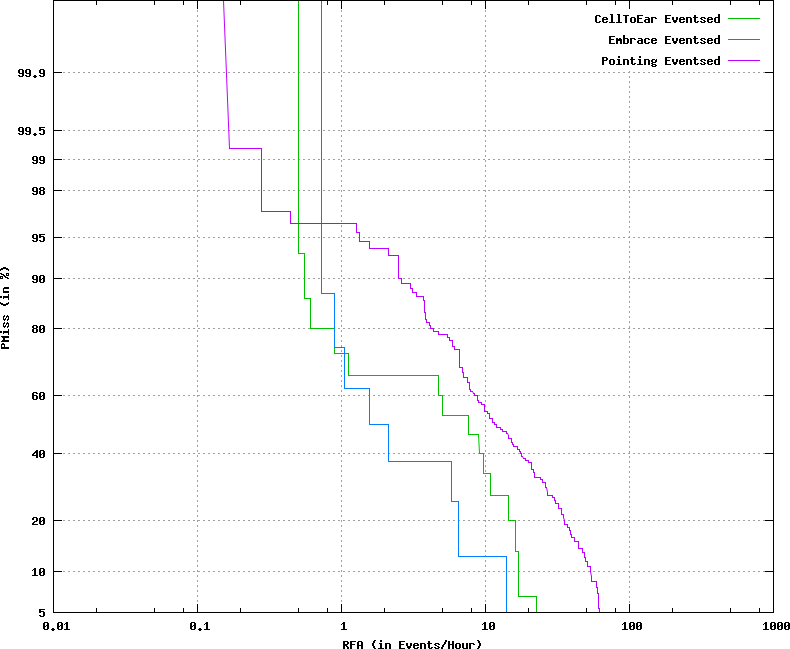 CellToEar Eventsed
Embrace Eventsed
Pointing Eventsed
99.9
99.5
99
98
95
90
80
60
40
20
10
5
PMiss (in %)
0.01 0.1 1 10 100 1000
RFA (in Events/Hour)